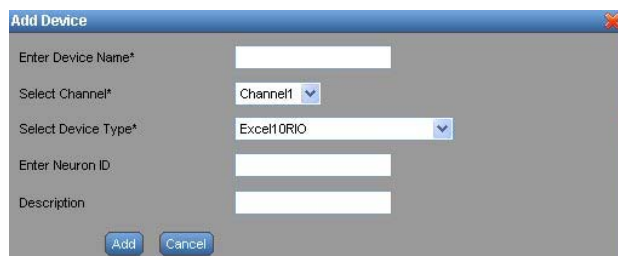 Add Device
Enter Device Name*
Select Channel* Channel1
Select Device Type* Excel10RIO
Enter Neuron ID
Description
Add Cancel